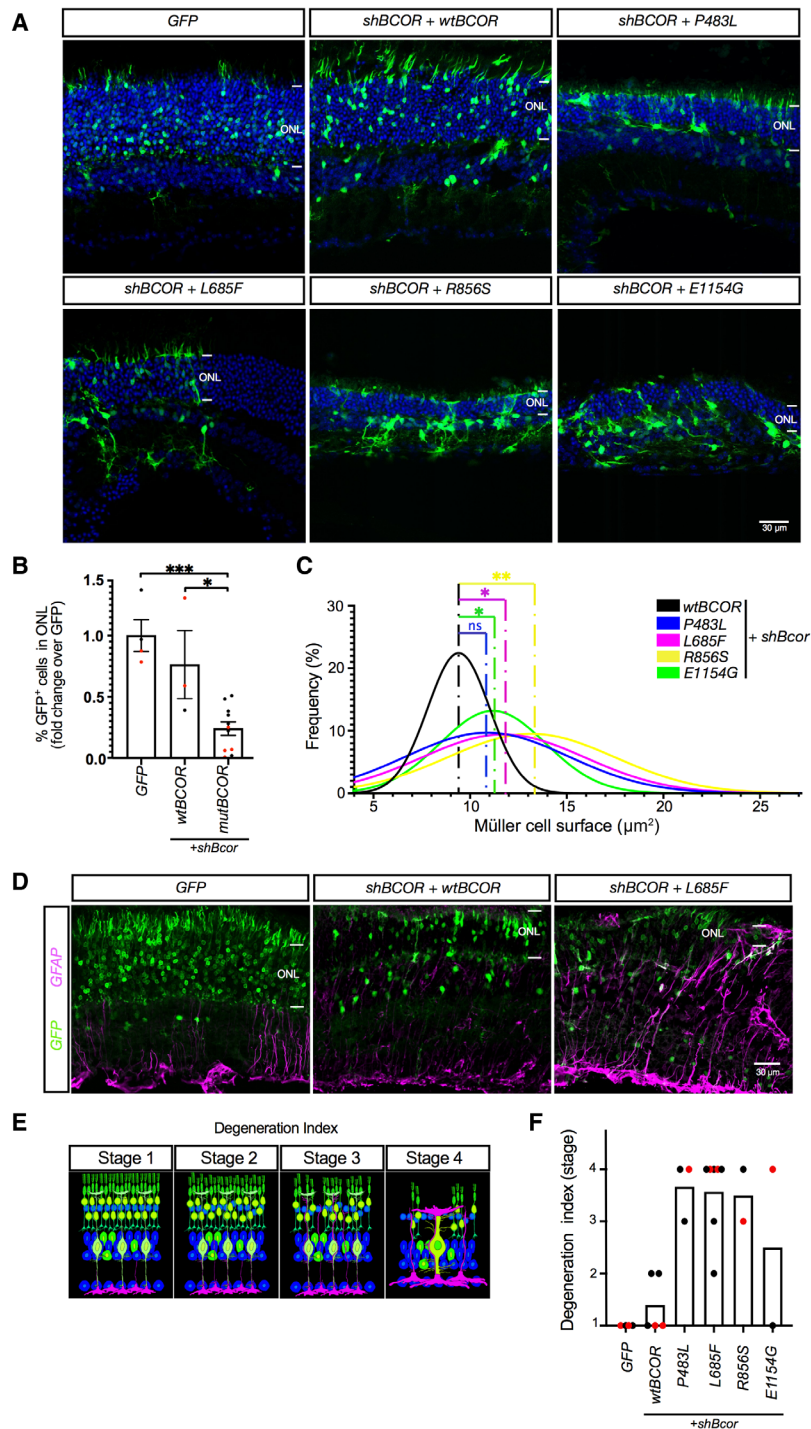 A
GFP
shBCOR + wtBCOR
shBCOR + P483L
ONL
ONL
ONL
shBCOR + L685F
shBCOR + R856S
shBCOR + E1154G
ONL
ONL
ONL
30 µm
B
% GFP+ cells in ONL
(fold change over GFP)
1.5
1.0
0.5
0.0
***
*
GFP
wtBCOR
mutBCOR
+shBcor
C
Frequency (%)
30
20
10
0
**
*
*
ns
5
10
15
20
25
Müller cell surface (µm²)
wtBCOR
P483L
L685F
R856S
E1154G
+ shBcor
D
GFP
shBCOR + wtBCOR
shBCOR + L685F
GFP GFAP
ONL
ONL
ONL
30 µm
E
Degeneration Index
Stage 1
Stage 2
Stage 3
Stage 4
F
Degeneration index (stage)
4
3
2
1
GFP
wtBCOR
P483L
L685F
R856S
E1154G
+shBcor